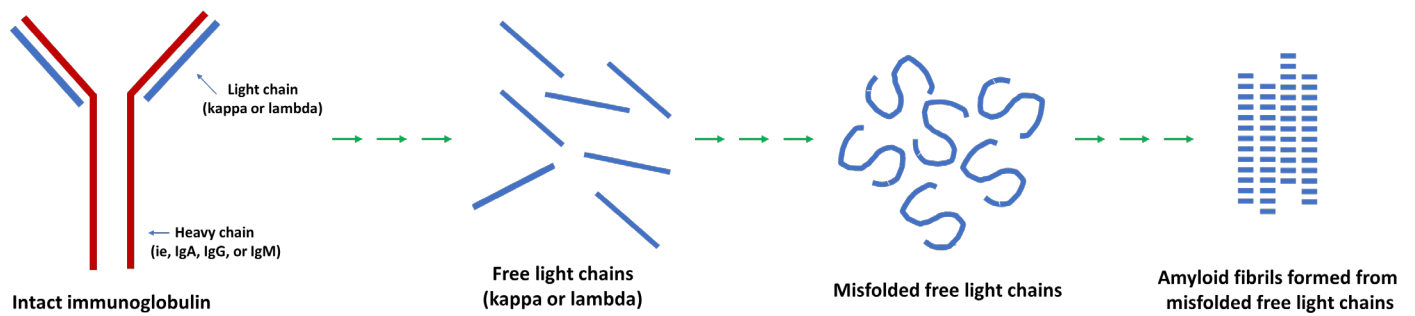 Light chain
(kappa or lambda)
Heavy chain
(ie, IgA, IgG, or IgM)
Intact immunoglobulin
Free light chains
(kappa or lambda)
Misfolded free light chains
Amyloid fibrils formed from
misfolded free light chains